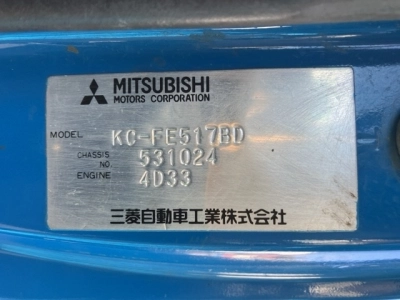 MITSUBISHI
MOTORS CORPORATION
MODEL KC-FE517BD
CHASSIS NO. 531024
ENGINE 4D33
三菱自動車工業株式会社